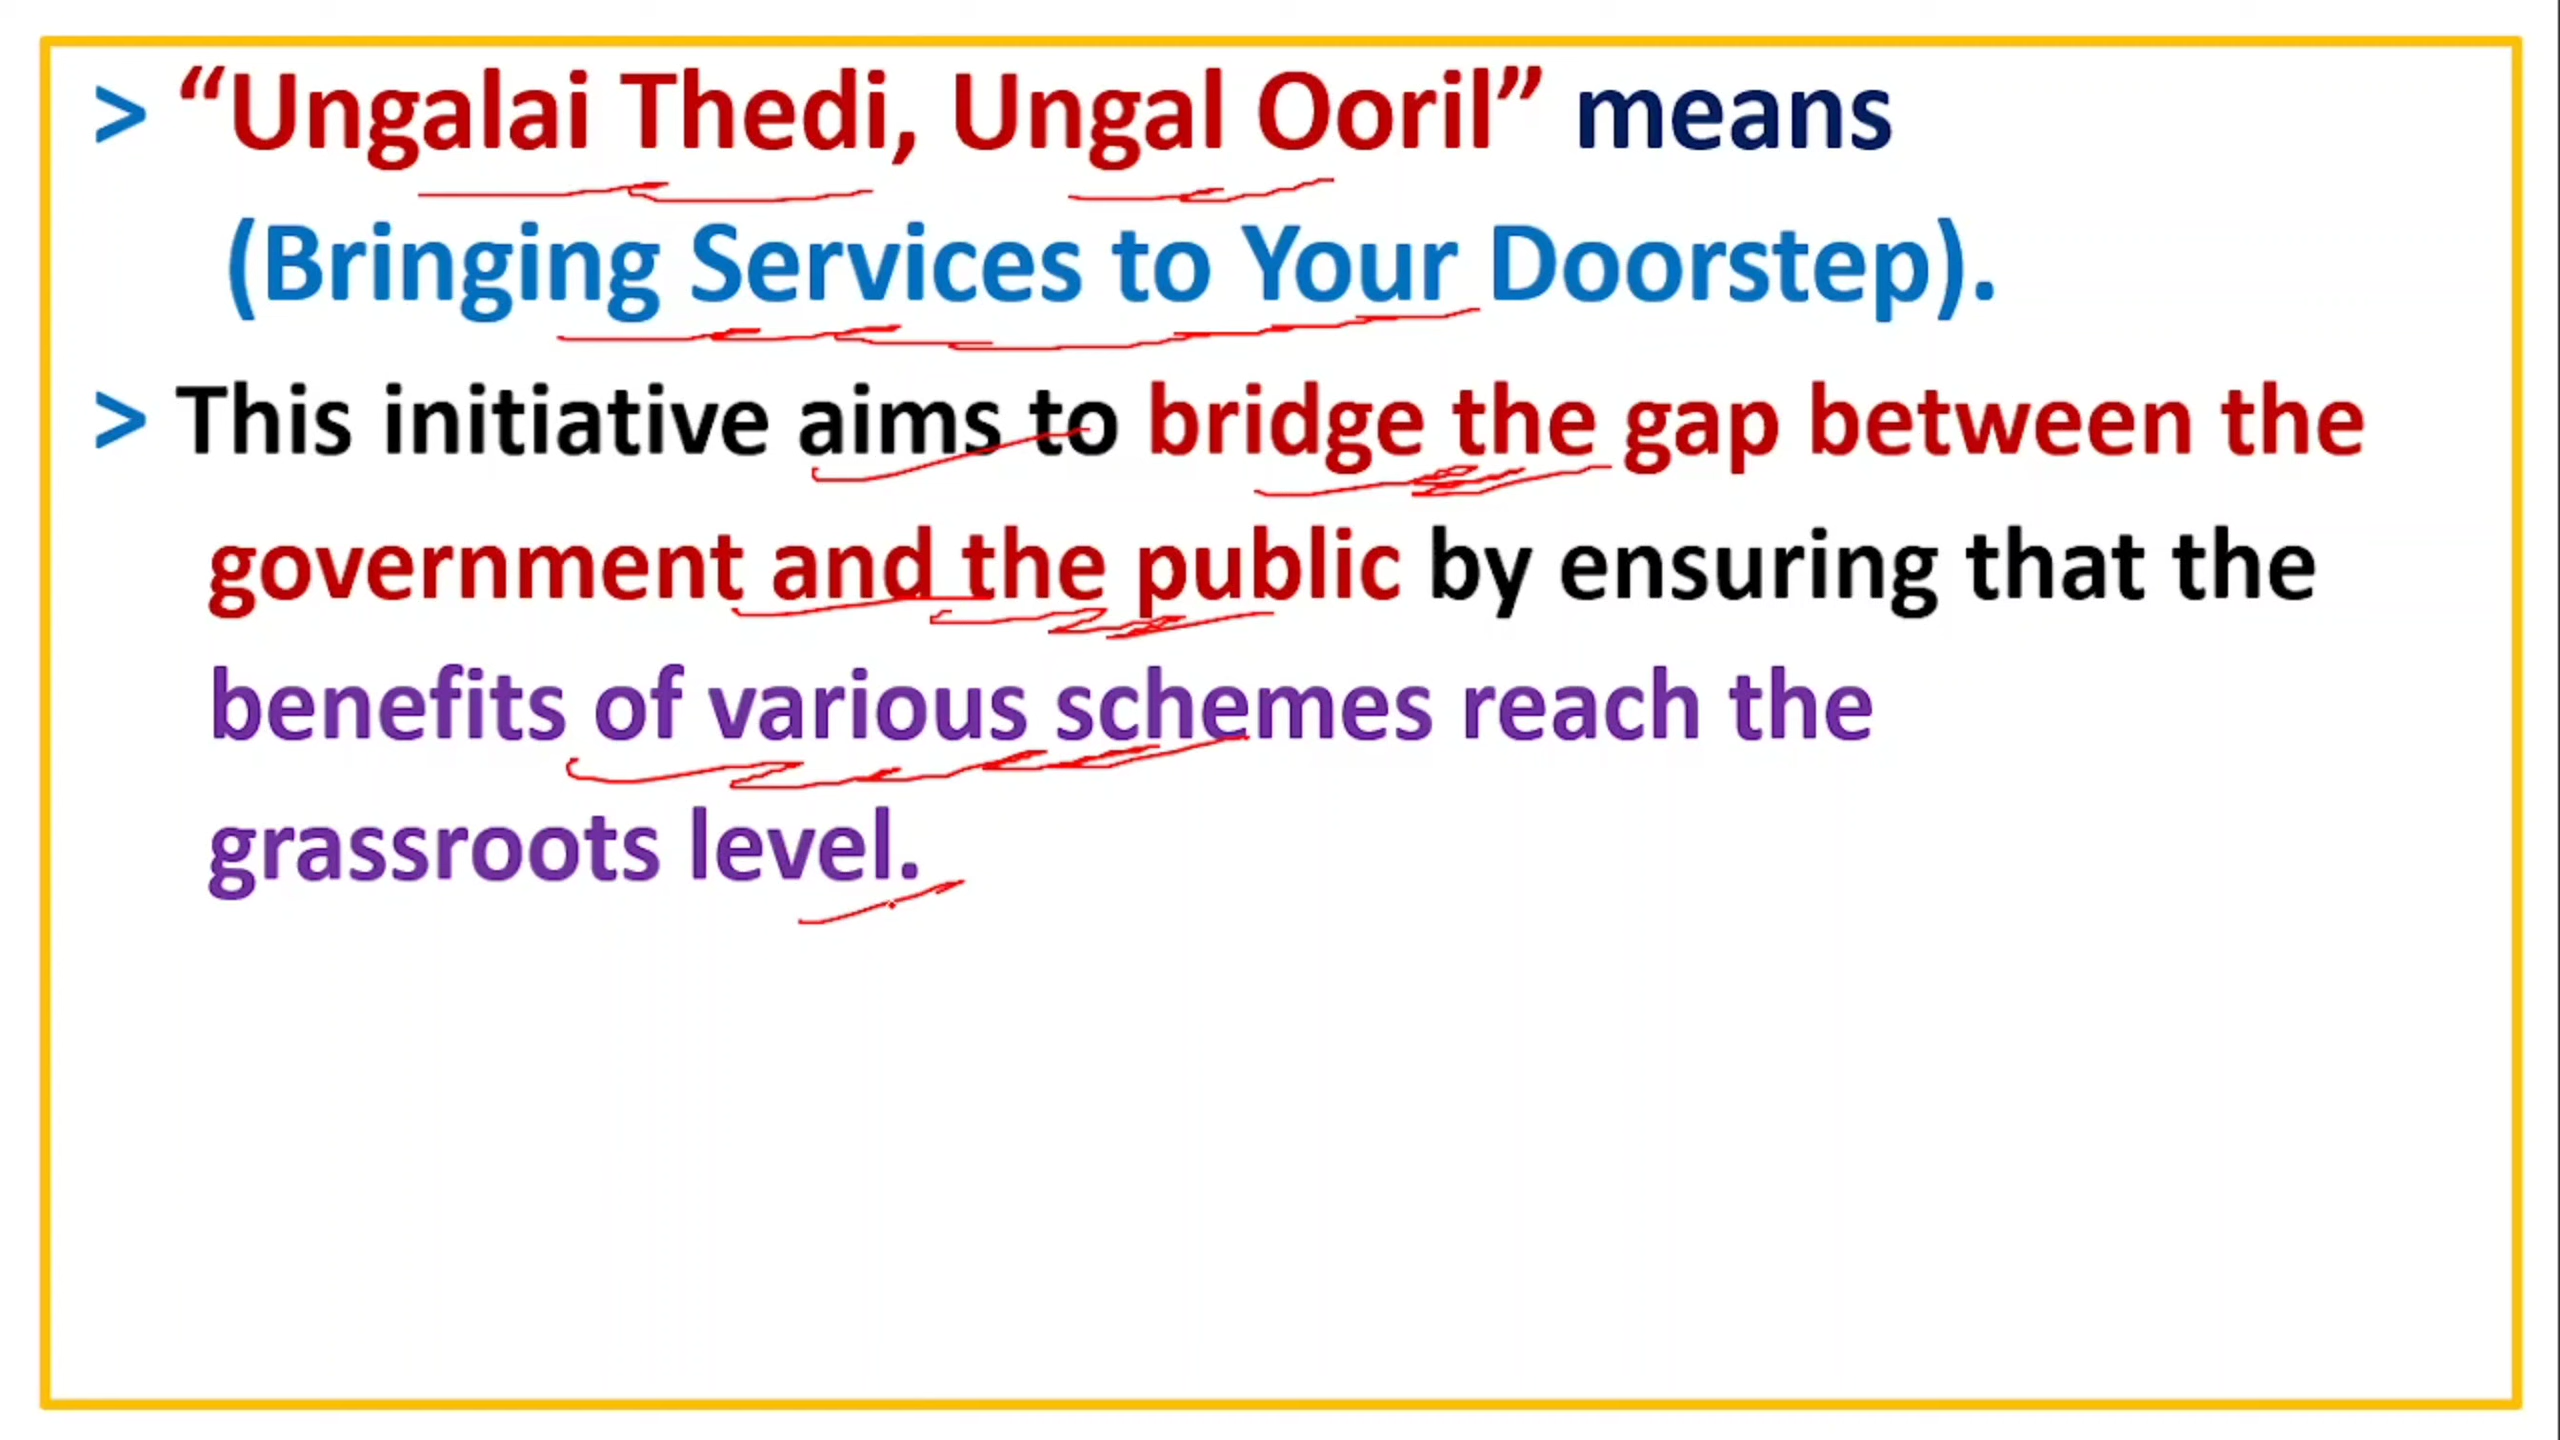 > “Ungalai Thedi, Ungal Ooril” means
(Bringing Services to Your Doorstep).
> This initiative aims to bridge the gap between the
government and the public by ensuring that the
benefits of various schemes reach the
grassroots level.